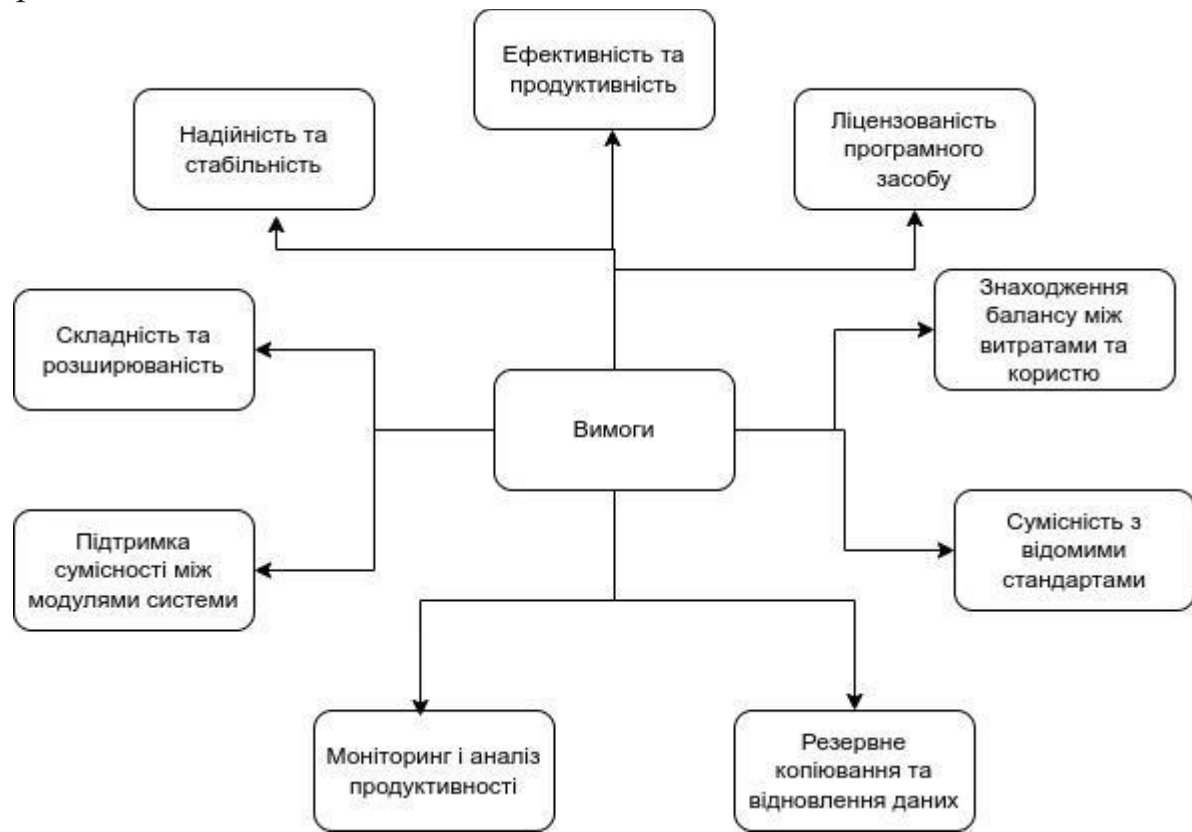 Ефективність та
продуктивність
Надійність та
стабільність
Ліцензованість
програмного
засобу
Складність та
розширюваність
Знаходження
балансу між
витратами та
користю
Вимоги
Підтримка
сумісності між
модулями системи
Сумісність з
відомими
стандартами
Моніторинг і аналіз
продуктивності
Резервне
копіювання та
відновлення даних